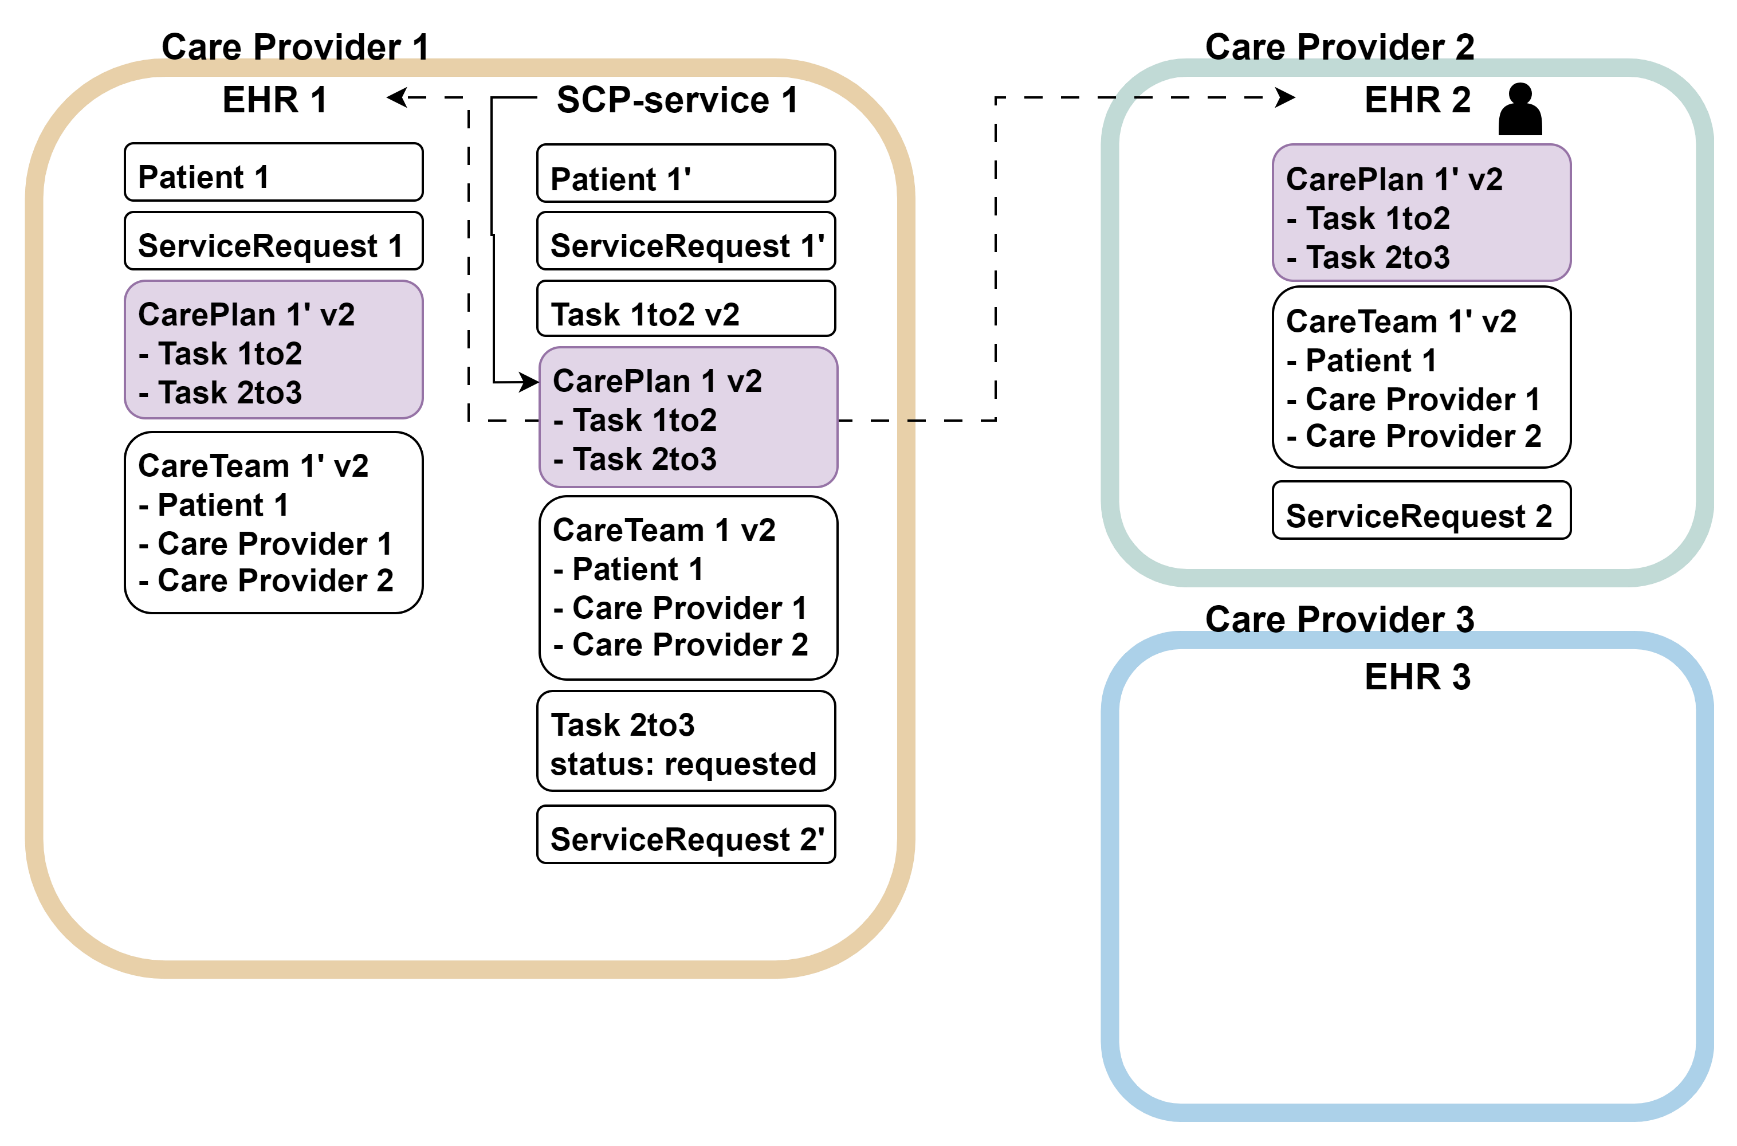 Care Provider 1
EHR 1
Patient 1
ServiceRequest 1
CarePlan 1' v2
- Task 1to2
- Task 2to3
CareTeam 1' v2
- Patient 1
- Care Provider 1
- Care Provider 2
SCP-service 1
Patient 1'
ServiceRequest 1'
Task 1to2 v2
CarePlan 1 v2
- Task 1to2
- Task 2to3
CareTeam 1 v2
- Patient 1
- Care Provider 1
- Care Provider 2
Task 2to3
status: requested
ServiceRequest 2'
Care Provider 2
EHR 2
CarePlan 1' v2
- Task 1to2
- Task 2to3
CareTeam 1' v2
- Patient 1
- Care Provider 1
- Care Provider 2
ServiceRequest 2
Care Provider 3
EHR 3